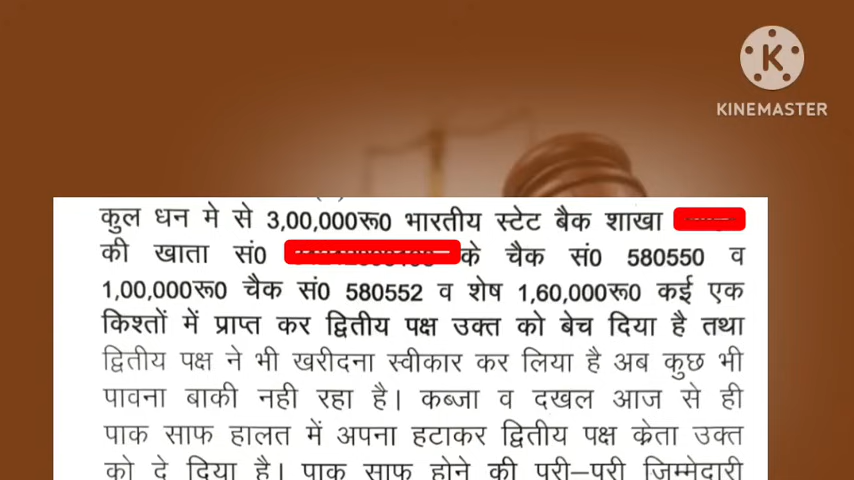 KINEMASTER
कुल धन मे से 3,00,000रू0 भारतीय स्टेट बैक शाखा
की खाता सं0 के चैक सं0 580550 व
1,00,000रू0 चैक सं0 580552 व शेष 1,60,000रू0 कई एक
किश्तों में प्राप्त कर द्वितीय पक्ष उक्त को बेच दिया है तथा
द्वितीय पक्ष ने भी खरीदना स्वीकार कर लिया है अब कुछ भी
पावना बाकी नही रहा है। कब्जा व दखल आज से ही
पाक साफ हालत में अपना हटाकर द्वितीय पक्ष क्रेता उक्त
को दे दिया है। पाक साफ होने की पूरी–पूरी जिम्मेदारी